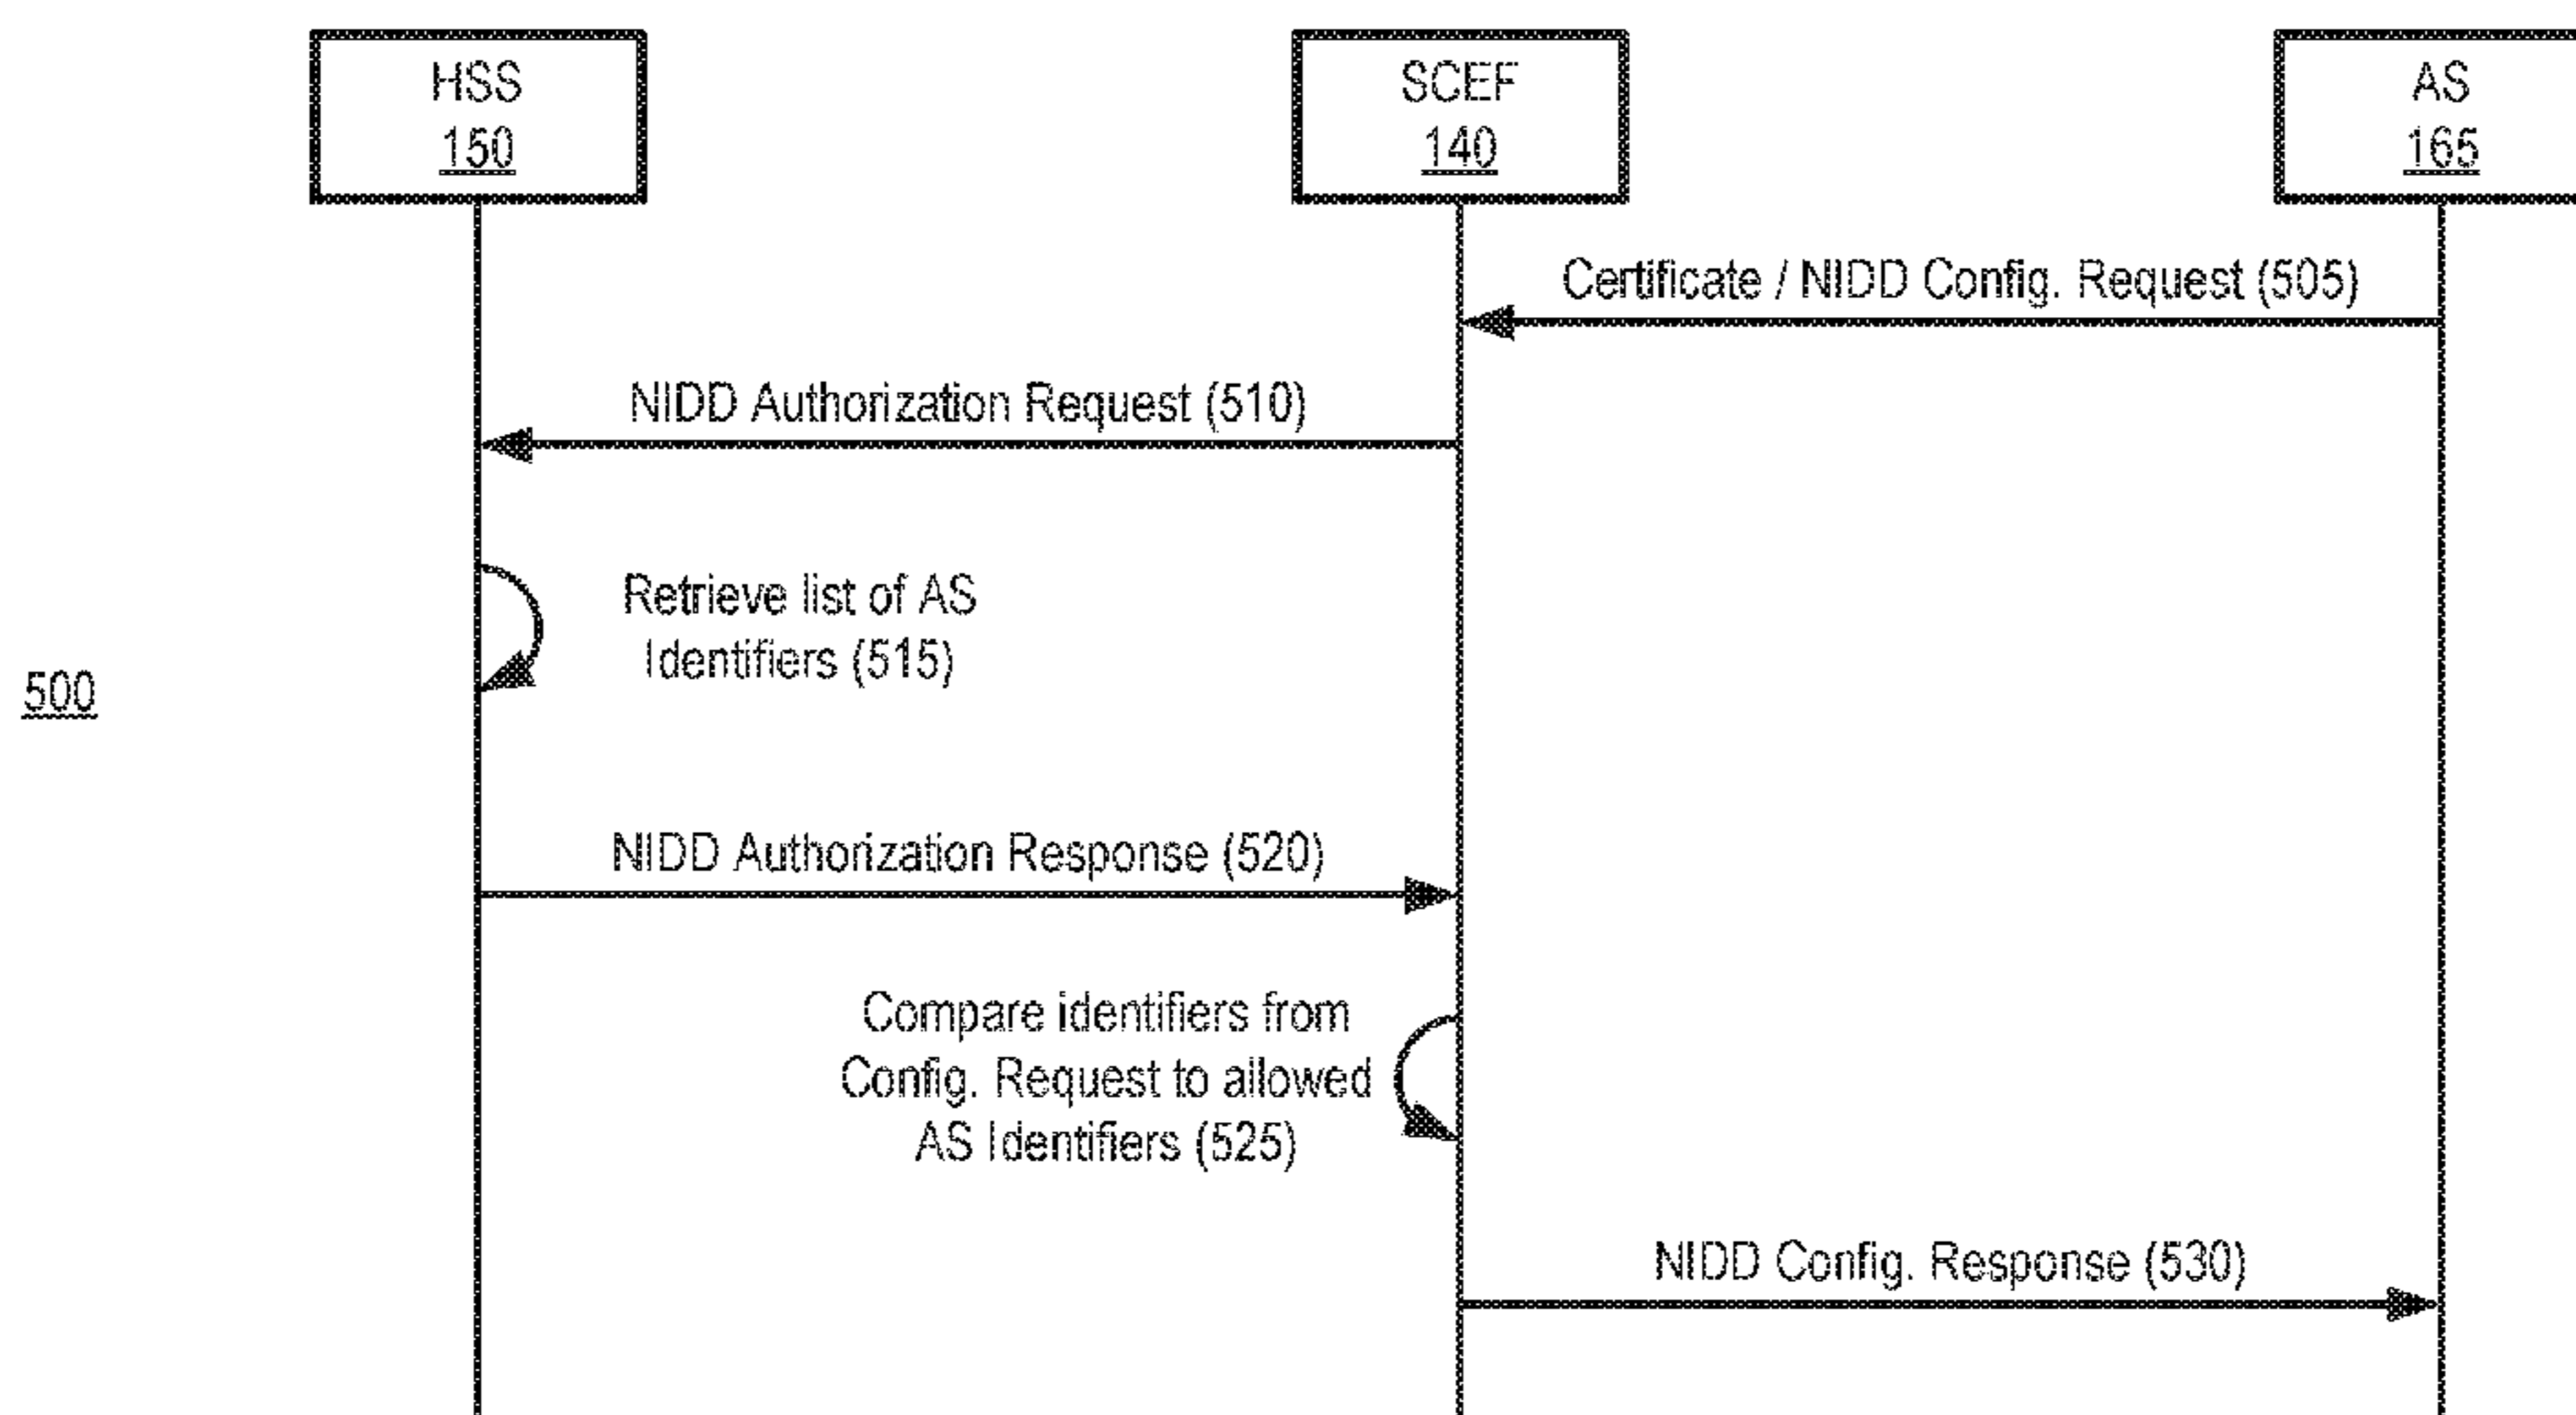 HSS
150
SCEF
140
AS
165
Certificate / NIDD Config. Request (505)
NIDD Authorization Request (510)
Retrieve list of AS
Identifiers (515)
500
NIDD Authorization Response (520)
Compare identifiers from
Config. Request to allowed
AS Identifiers (525)
NIDD Config. Response (530)